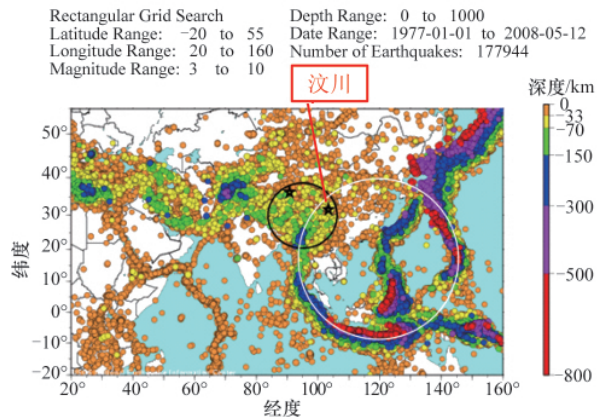 Rectangular Grid Search
Latitude Range: −20 to 55
Longitude Range: 20 to 160
Magnitude Range: 3 to 10
Depth Range: 0 to 1000
Date Range: 1977-01-01 to 2008-05-12
Number of Earthquakes: 177944
汶川
深度/km
0
−33
−70
−150
−300
−500
−800
50°
40°
30°
20°
10°
0°
−10°
−20°
纬度
20° 40° 60° 80° 100° 120° 140° 160°
经度